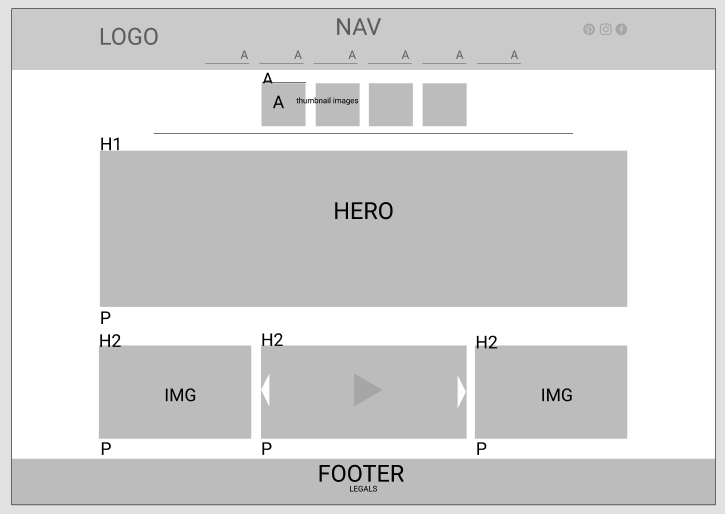 LOGO
NAV
A A A A A A
A
A thumbnail images
H1
HERO
P
H2 H2 H2
IMG IMG
P P P
FOOTER
LEGALS